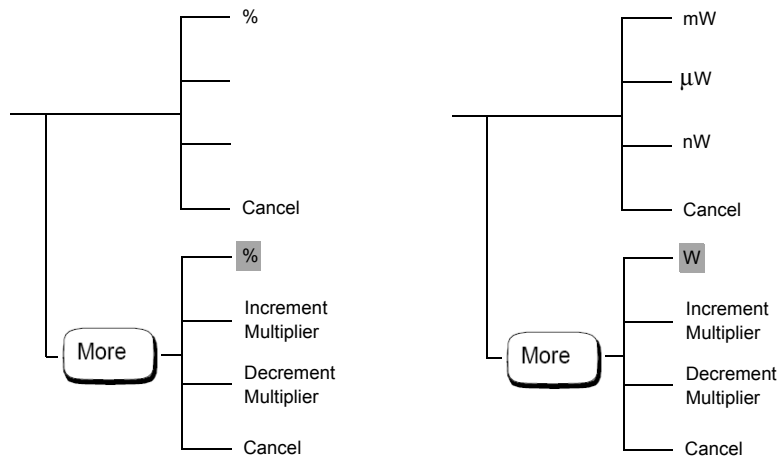 %
Cancel
%
Increment
Multiplier
More
Decrement
Multiplier
Cancel
mW
μW
nW
Cancel
W
Increment
Multiplier
More
Decrement
Multiplier
Cancel